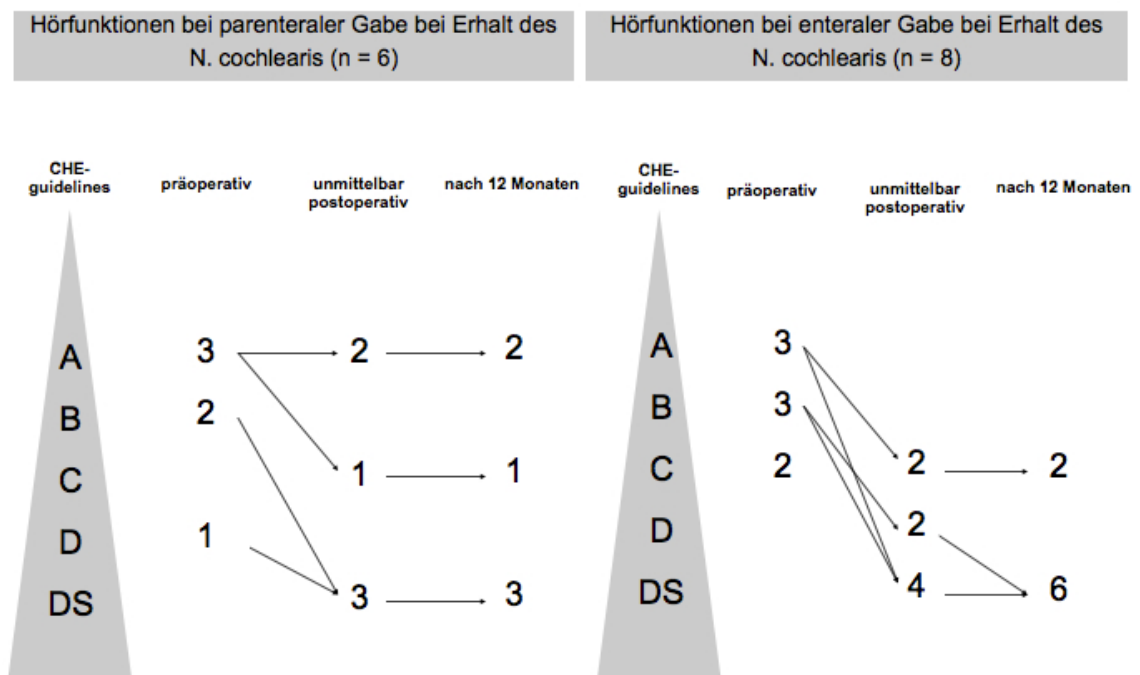 Hörfunktionen bei parenteraler Gabe bei Erhalt des
N. cochlearis (n = 6)
CHE-
guidelines
präoperativ
unmittelbar
postoperativ
nach 12 Monaten
A
3
2
2
B
2
C
1
1
D
1
DS
3
3
Hörfunktionen bei enteraler Gabe bei Erhalt des
N. cochlearis (n = 8)
CHE-
guidelines
präoperativ
unmittelbar
postoperativ
nach 12 Monaten
A
3
B
3
C
2
2
2
D
2
DS
4
6